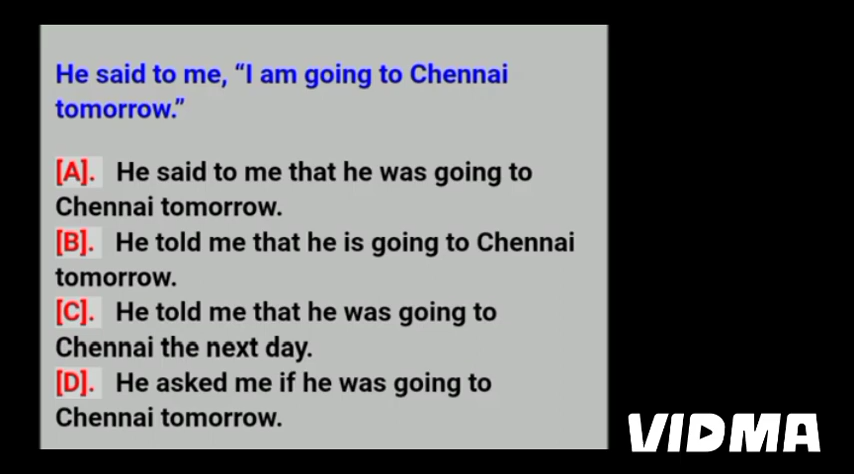 He said to me, “I am going to Chennai
tomorrow.”
[A]. He said to me that he was going to
Chennai tomorrow.
[B]. He told me that he is going to Chennai
tomorrow.
[C]. He told me that he was going to
Chennai the next day.
[D]. He asked me if he was going to
Chennai tomorrow.
VIDMA